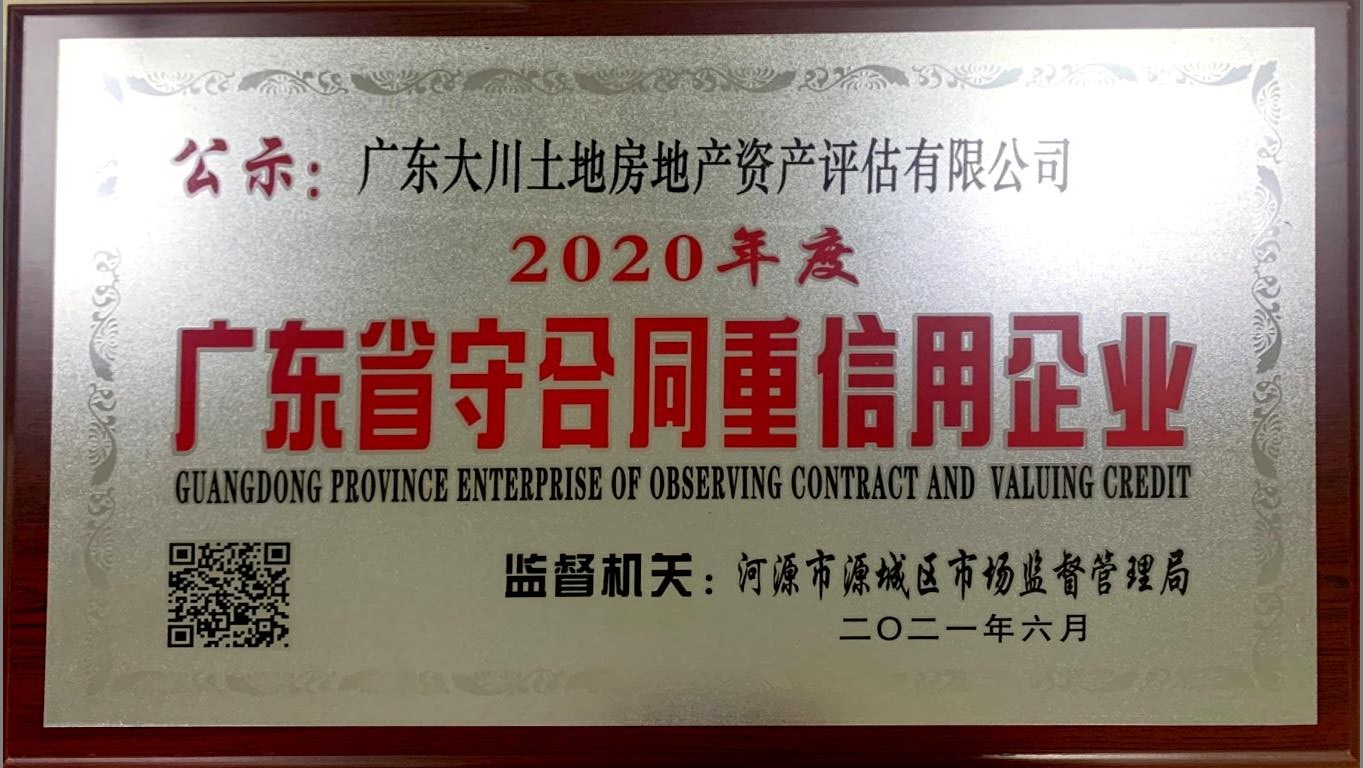 公示：广东大川土地房地产资产评估有限公司
2020年度
广东省守合同重信用企业
GUANGDONG PROVINCE ENTERPRISE OF OBSERVING CONTRACT AND VALUING CREDIT
监督机关：河源市源城区市场监督管理局
二〇二一年六月